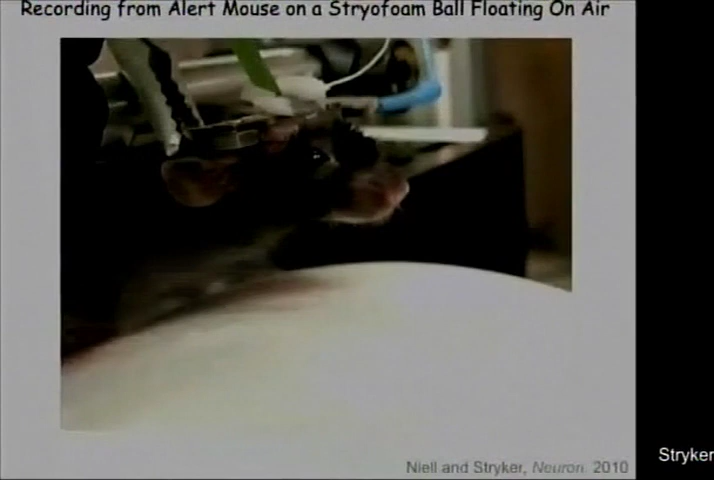 Recording from Alert Mouse on a Stryofoam Ball Floating On Air
Niell and Stryker, Neuron 2010
Stryker